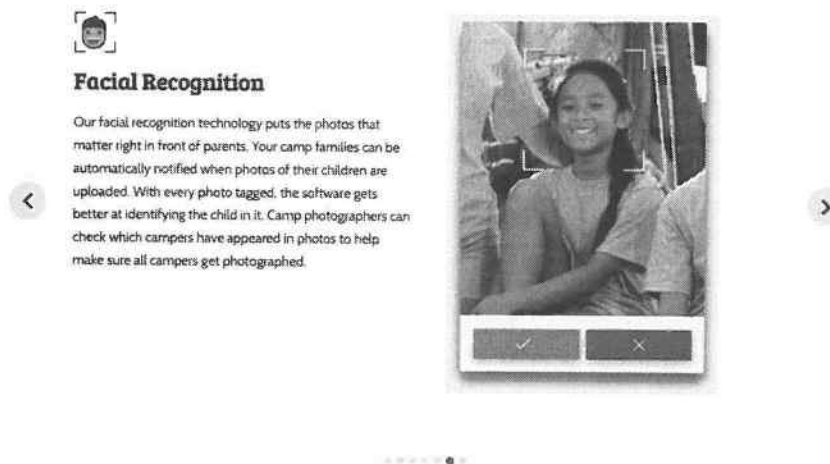 Facial Recognition
Our facial recognition technology puts the photos that
matter right in front of parents. Your camp families can be
automatically notified when photos of their children are
uploaded. With every photo tagged, the software gets
better at identifying the child in it. Camp photographers can
check which campers have appeared in photos to help
make sure all campers get photographed.